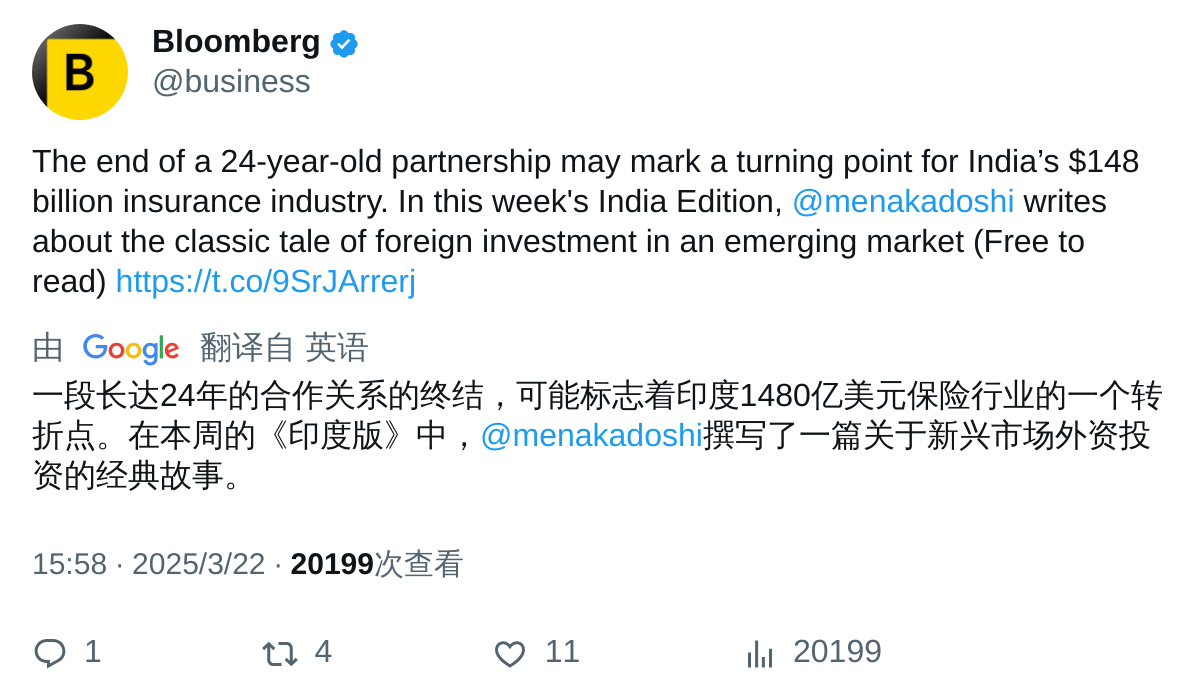 B
Bloomberg
@business
The end of a 24-year-old partnership may mark a turning point for India’s $148
billion insurance industry. In this week's India Edition, @menakadoshi writes
about the classic tale of foreign investment in an emerging market (Free to
read) https://t.co/9SrJArrerj
由 Google 翻译自 英语
一段长达24年的合作关系的终结，可能标志着印度1480亿美元保险行业的一个转
折点。在本周的《印度版》中，@menakadoshi撰写了一篇关于新兴市场外资投
资的经典故事。
15:58 · 2025/3/22 · 20199次查看
1 4 11 20199